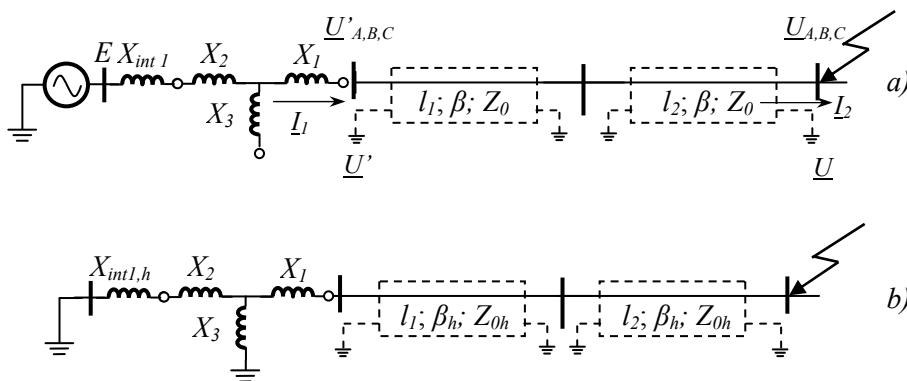 U'A,B,C
UA,B,C
E Xint 1 X2 X1
X3
I1
l1; β; Z0
l2; β; Z0
I2
a)
U'
U
Xint1,h X2 X1
X3
l1; βh; Z0h
l2; βh; Z0h
b)